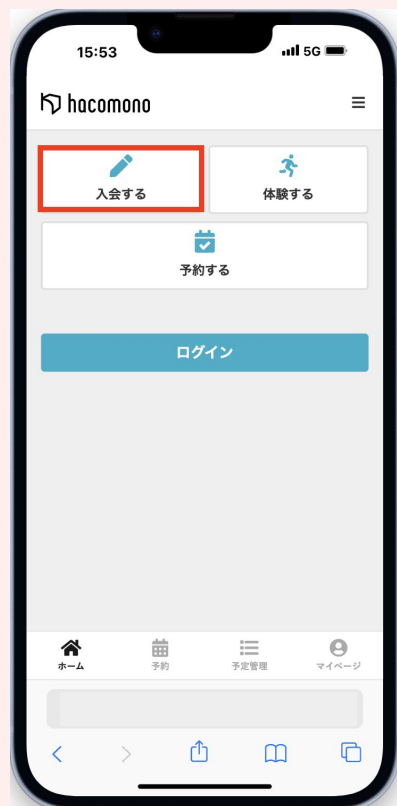 15:53
5G
hacomono
入会する
体験する
予約する
ログイン
ホーム
予約
予定管理
マイページ